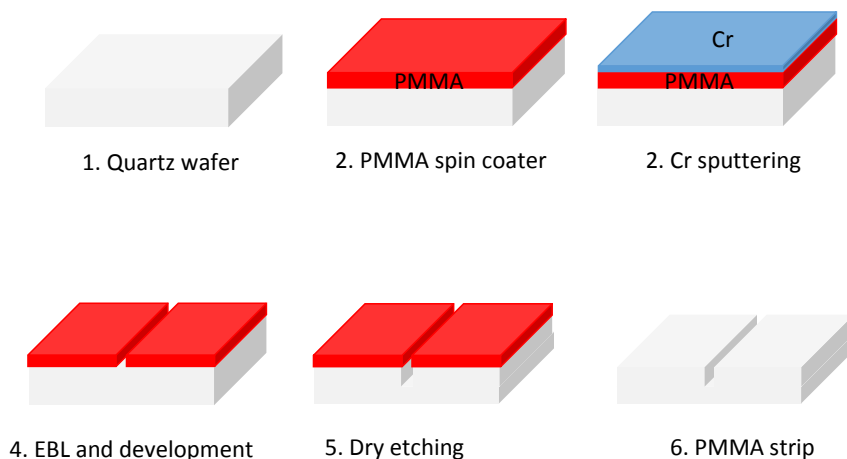 PMMA
Cr
PMMA
1. Quartz wafer
2. PMMA spin coater
2. Cr sputtering
4. EBL and development
5. Dry etching
6. PMMA strip